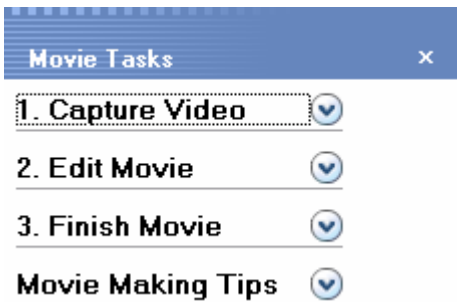 Movie Tasks
1. Capture Video
2. Edit Movie
3. Finish Movie
Movie Making Tips